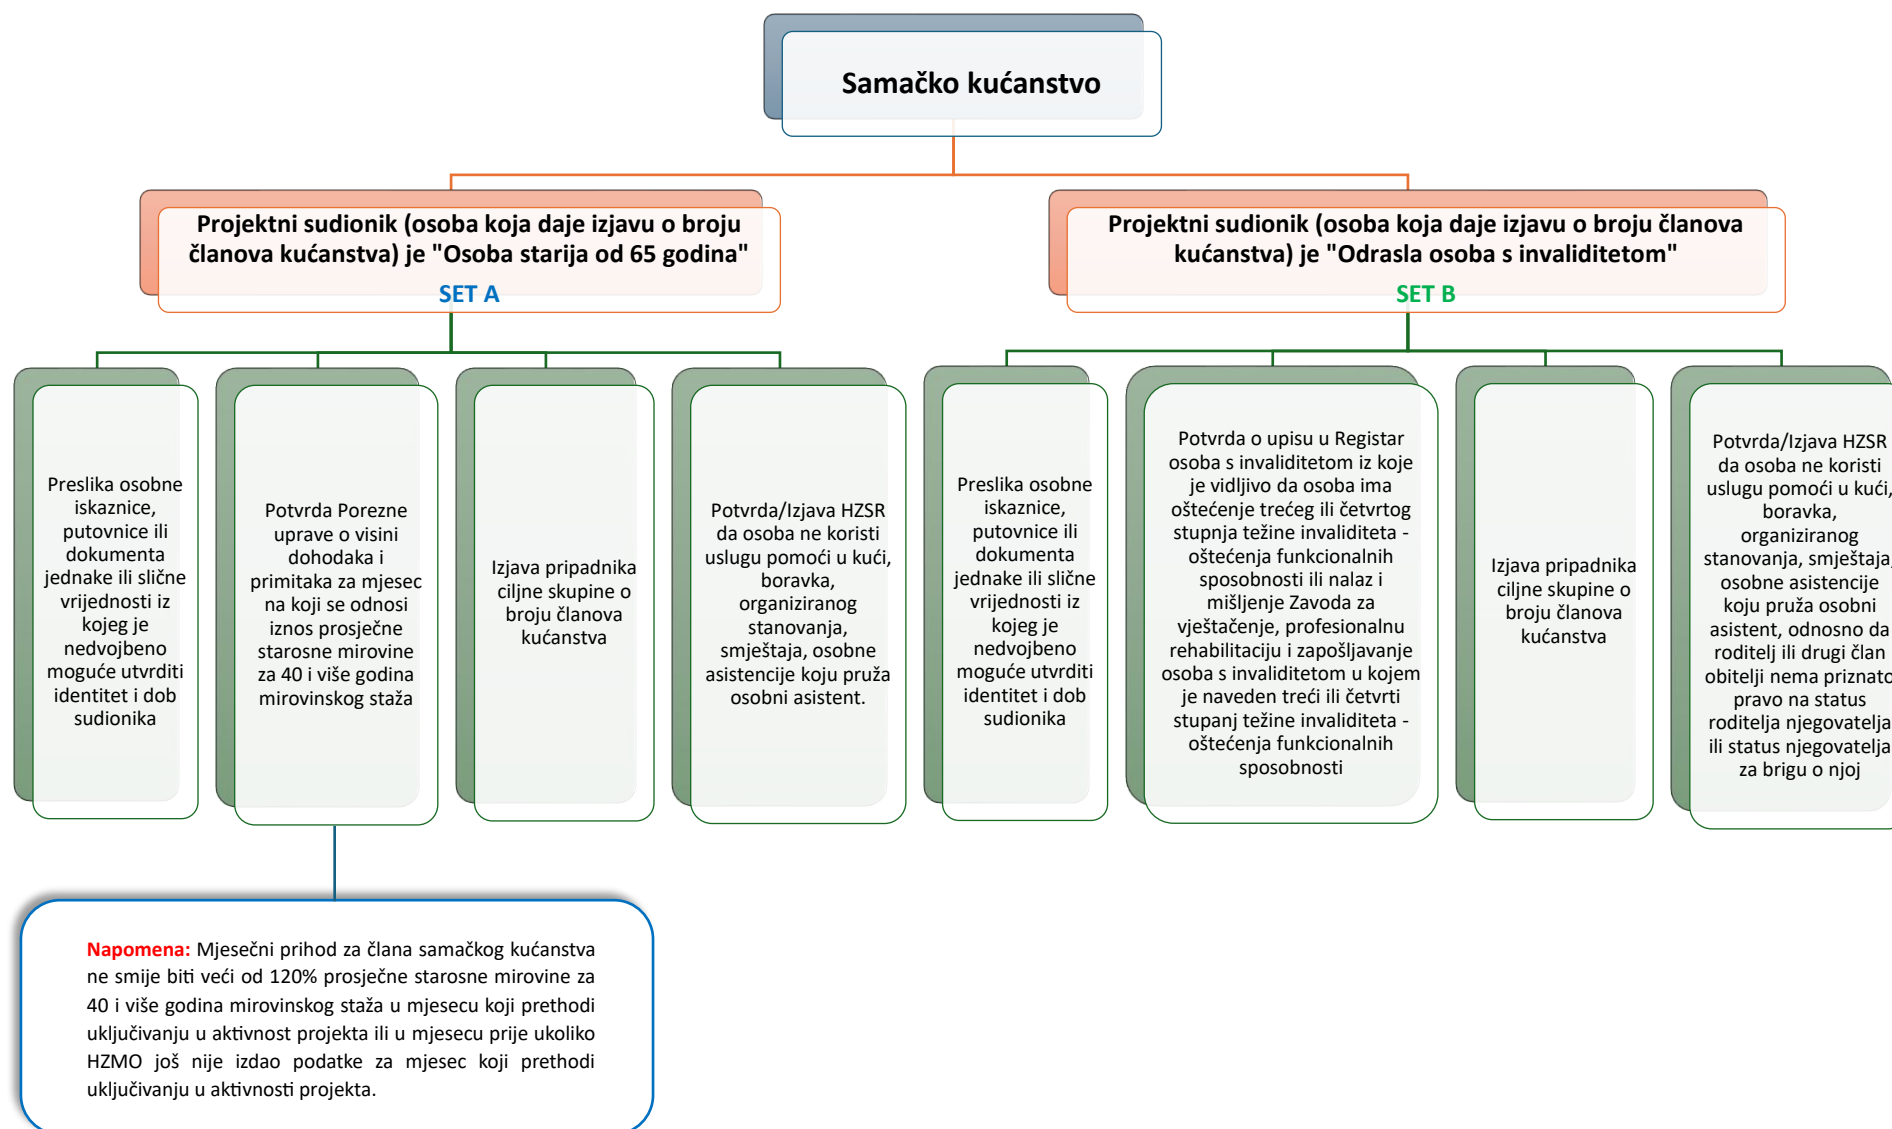 Samačko kućanstvo
Projektni sudionik (osoba koja daje izjavu o broju
članova kućanstva) je "Osoba starija od 65 godina"
SET A
Projektni sudionik (osoba koja daje izjavu o broju članova
kućanstva) je "Odrasla osoba s invaliditetom"
SET B
Preslika osobne
iskaznice,
putovnice ili
dokumenta
jednake ili slične
vrijednosti iz
kojeg je
nedvojbeno
moguće utvrditi
identitet i dob
sudionika
Potvrda Porezne
uprave o visini
dohodaka i
primitaka za mjesec
na koji se odnosi
iznos prosječne
starosne mirovine
za 40 i više godina
mirovinskog staža
Izjava pripadnika
ciljne skupine o
broju članova
kućanstva
Potvrda/Izjava HZSR
da osoba ne koristi
uslugu pomoći u kući,
boravka,
organiziranog
stanovanja,
smještaja, osobne
asistencije koju pruža
osobni asistent.
Preslika osobne
iskaznice,
putovnice ili
dokumenta
jednake ili slične
vrijednosti iz
kojeg je
nedvojbeno
moguće utvrditi
identitet i dob
sudionika
Potvrda o upisu u Registar
osoba s invaliditetom iz koje
je vidljivo da osoba ima
oštećenje trećeg ili četvrtog
stupnja težine invaliditeta -
oštećenja funkcionalnih
sposobnosti ili nalaz i
mišljenje Zavoda za
vještačenje, profesionalnu
rehabilitaciju i zapošljavanje
osoba s invaliditetom u kojem
je naveden treći ili četvrti
stupanj težine invaliditeta -
oštećenja funkcionalnih
sposobnosti
Izjava pripadnika
ciljne skupine o
broju članova
kućanstva
Potvrda/Izjava HZSR
da osoba ne koristi
uslugu pomoći u kući,
boravka,
organiziranog
stanovanja, smještaja,
osobne asistencije
koju pruža osobni
asistent, odnosno da
roditelj ili drugi član
obitelji nema priznato
pravo na status
roditelja njegovatelja
ili status njegovatelja
za brigu o njoj
Napomena: Mjesečni prihod za člana samačkog kućanstva
ne smije biti veći od 120% prosječne starosne mirovine za
40 i više godina mirovinskog staža u mjesecu koji prethodi
uključivanju u aktivnost projekta ili u mjesecu prije ukoliko
HZMO još nije izdao podatke za mjesec koji prethodi
uključivanju u aktivnosti projekta.